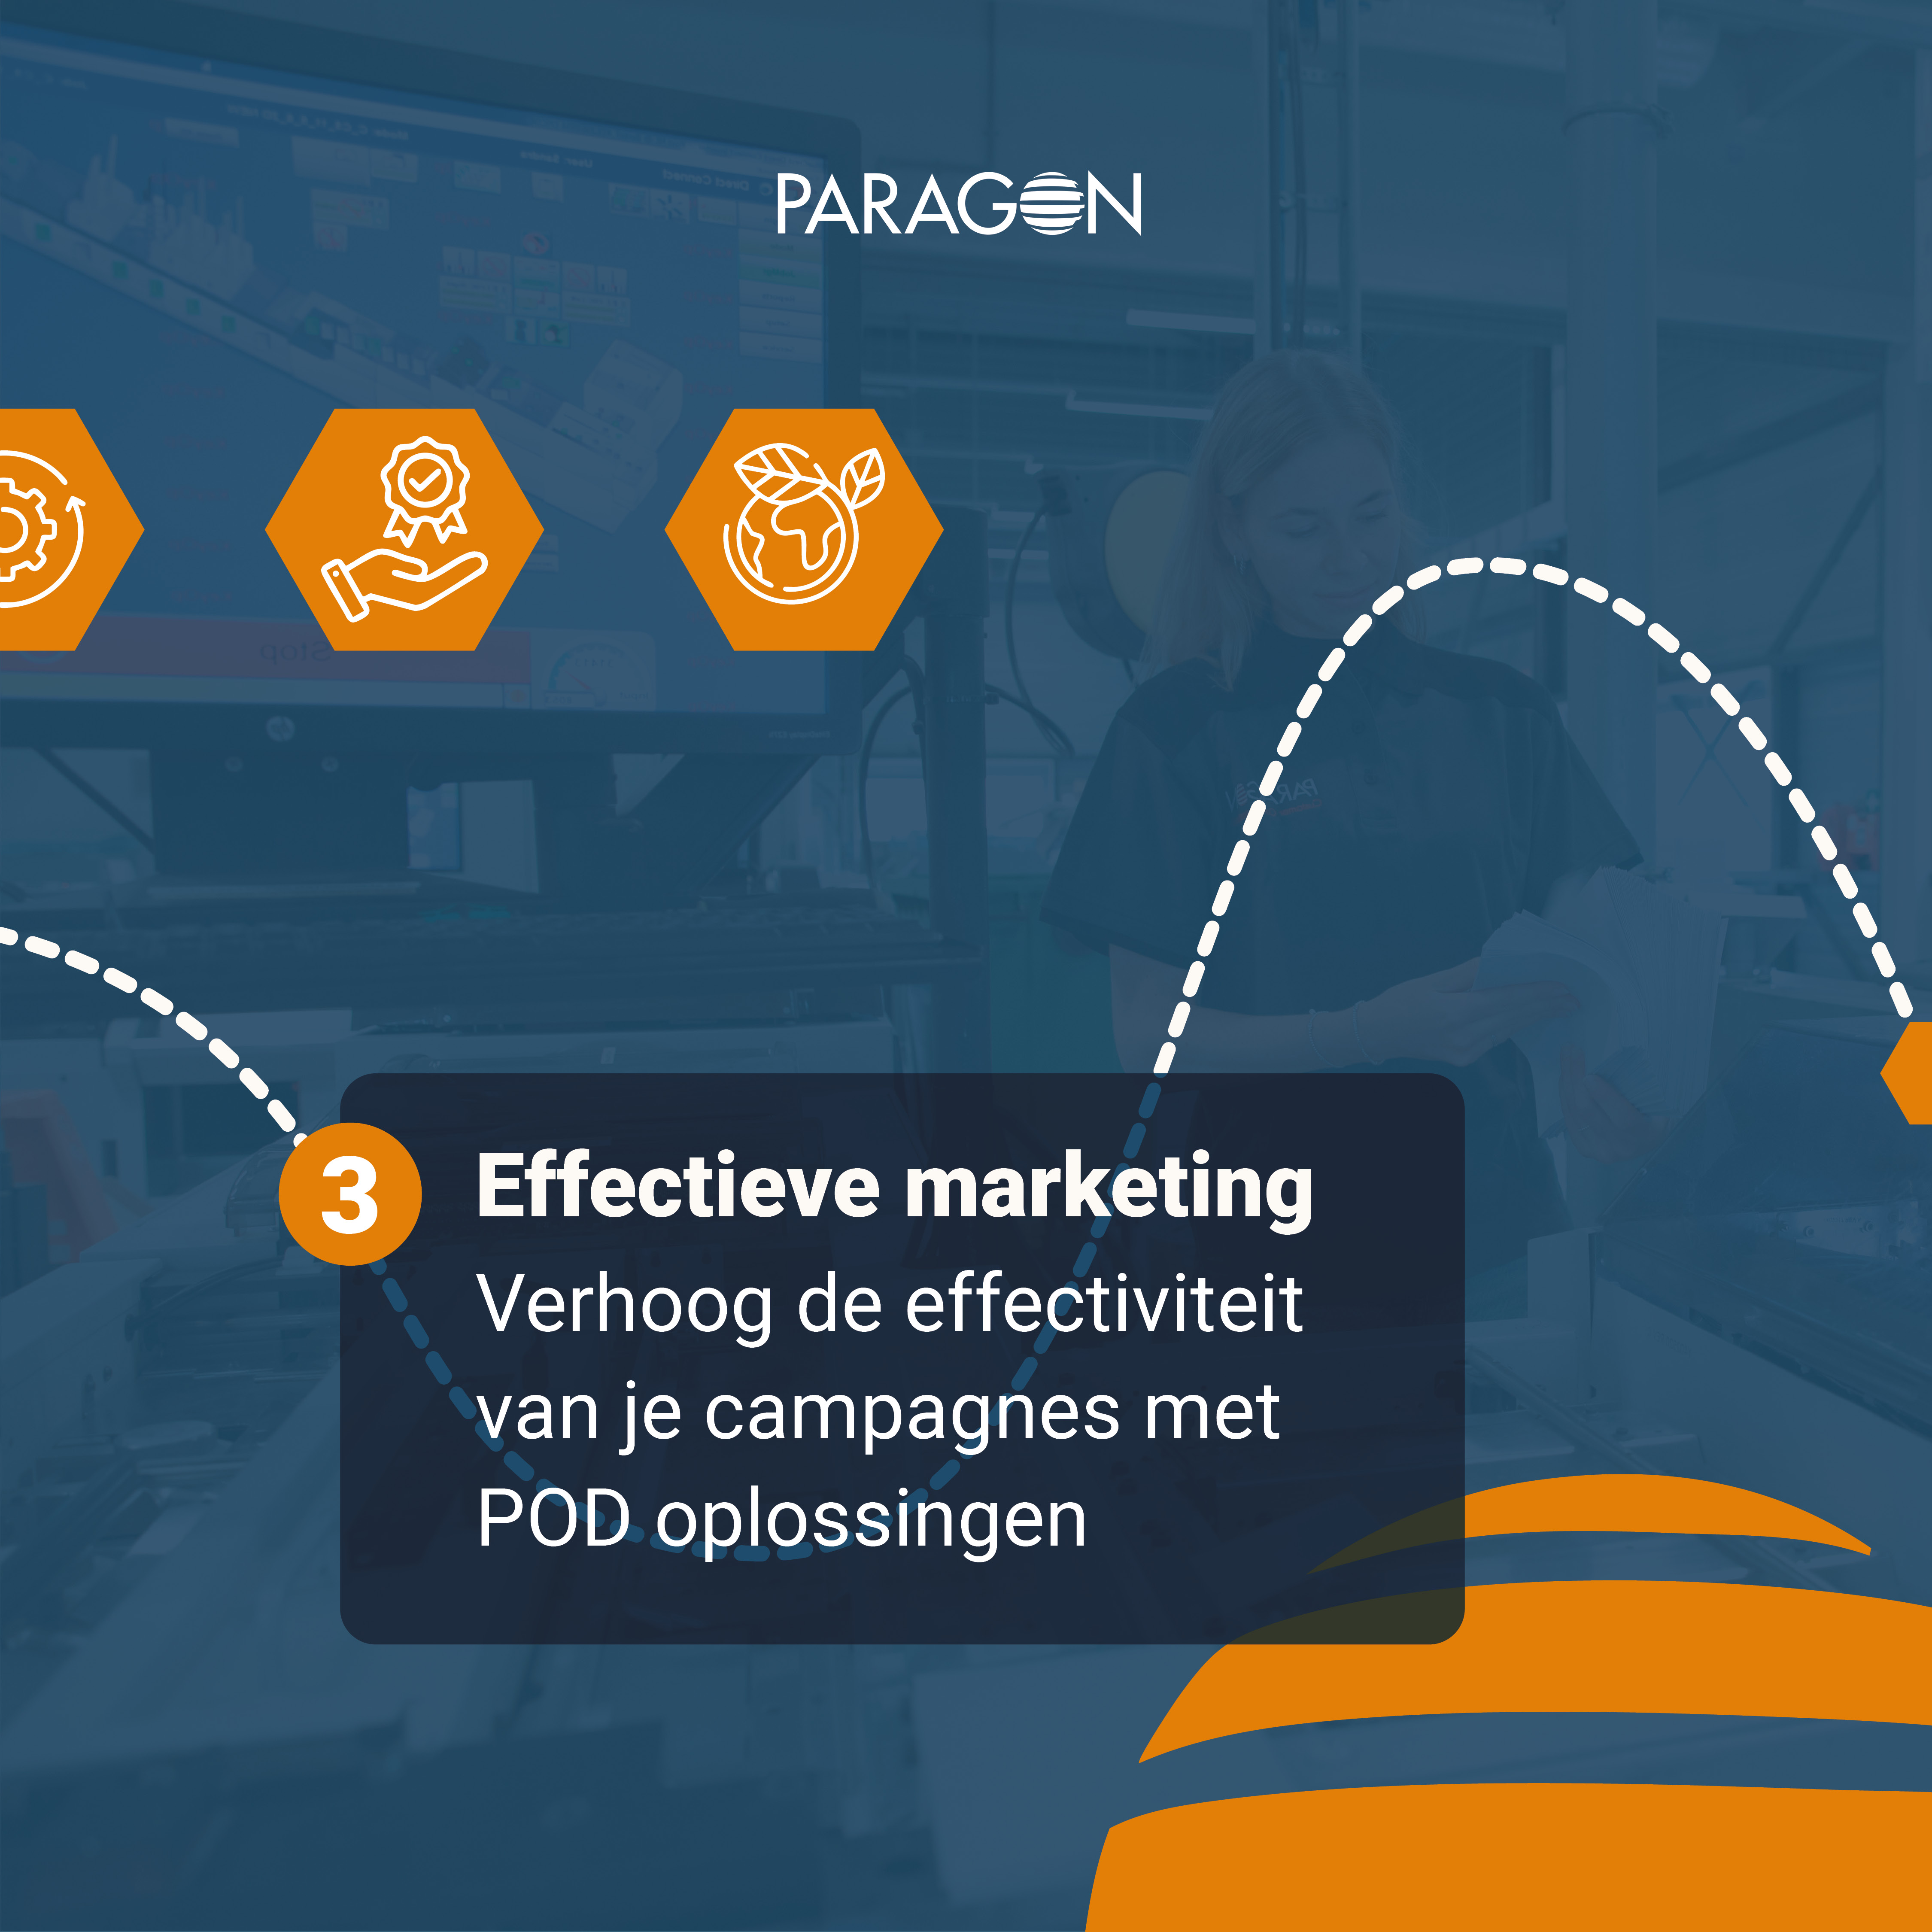 PARAGON
3
Effectieve marketing
Verhoog de effectiviteit
van je campagnes met
POD oplossingen